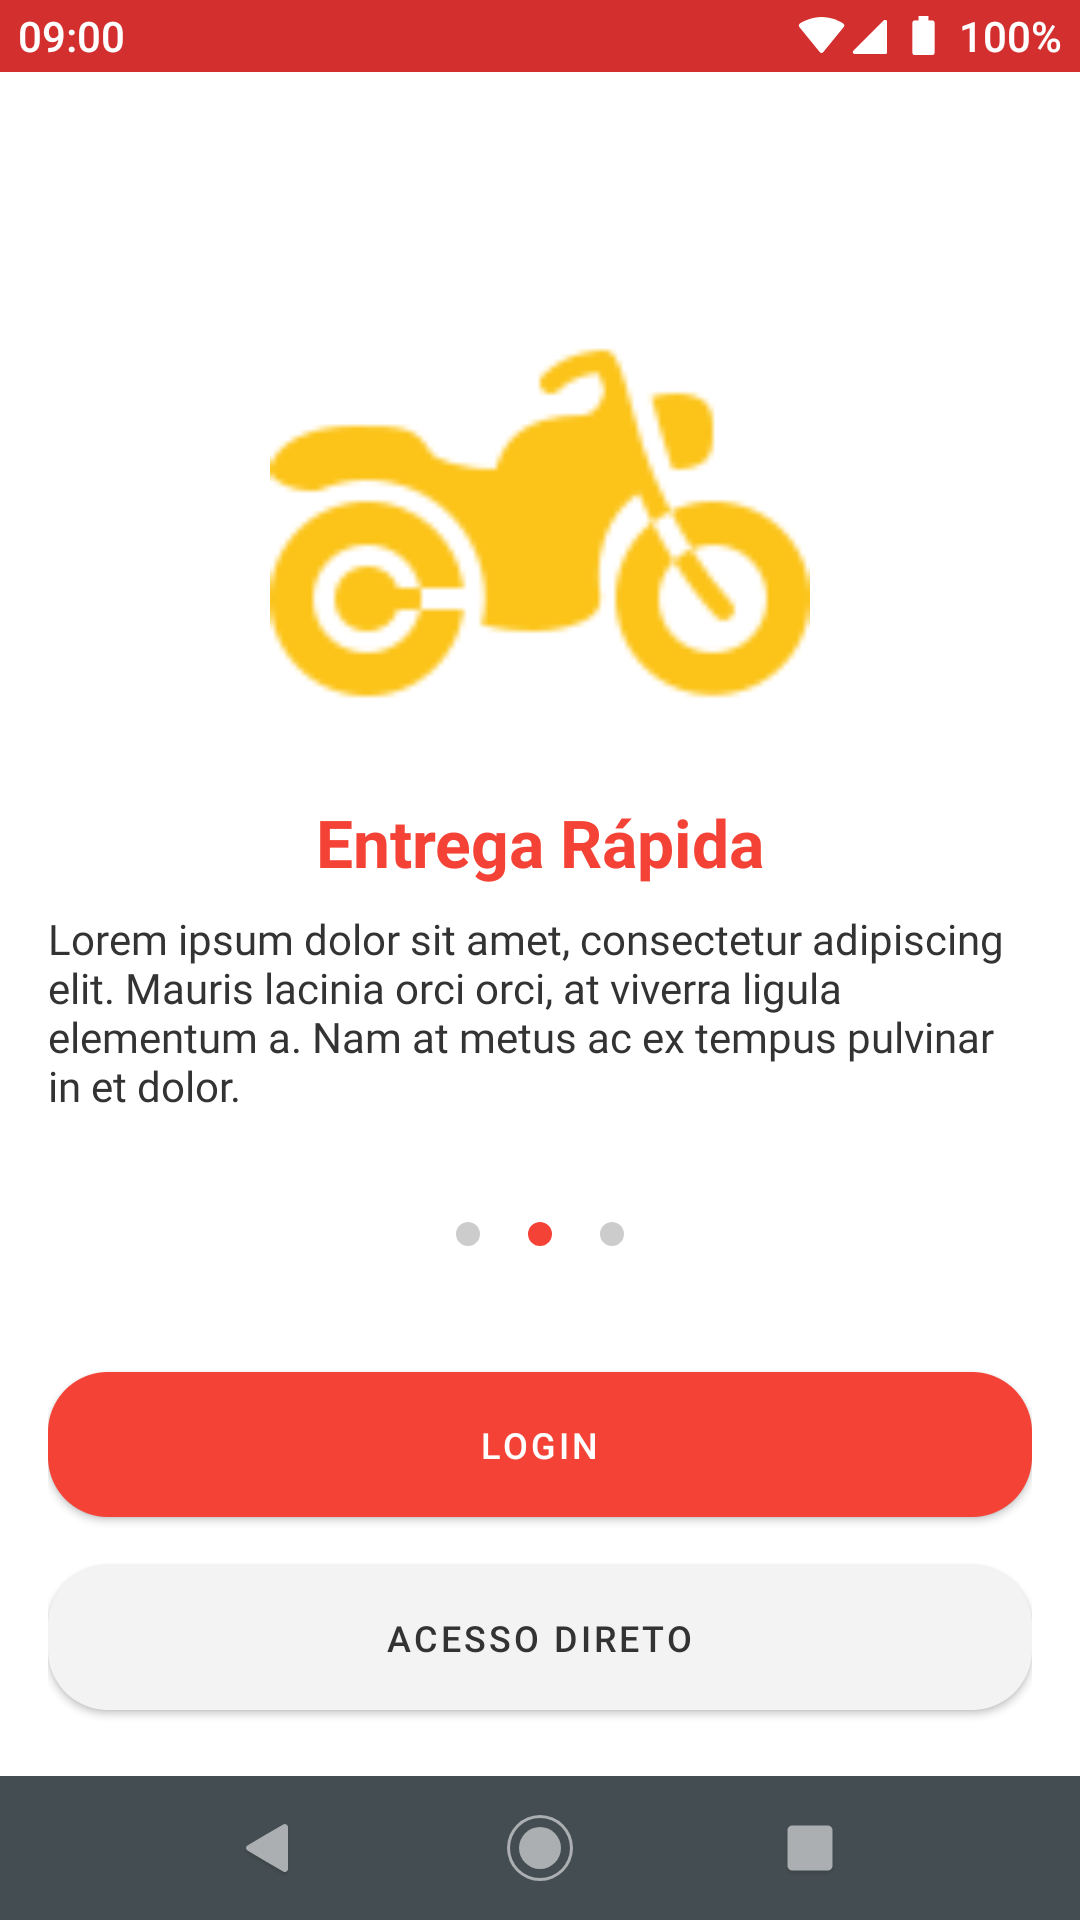 09:00 100%
Entrega Rápida
Lorem ipsum dolor sit amet, consectetur adipiscing
elit. Mauris lacinia orci orci, at viverra ligula
elementum a. Nam at metus ac ex tempus pulvinar
in et dolor.
LOGIN
ACESSO DIRETO